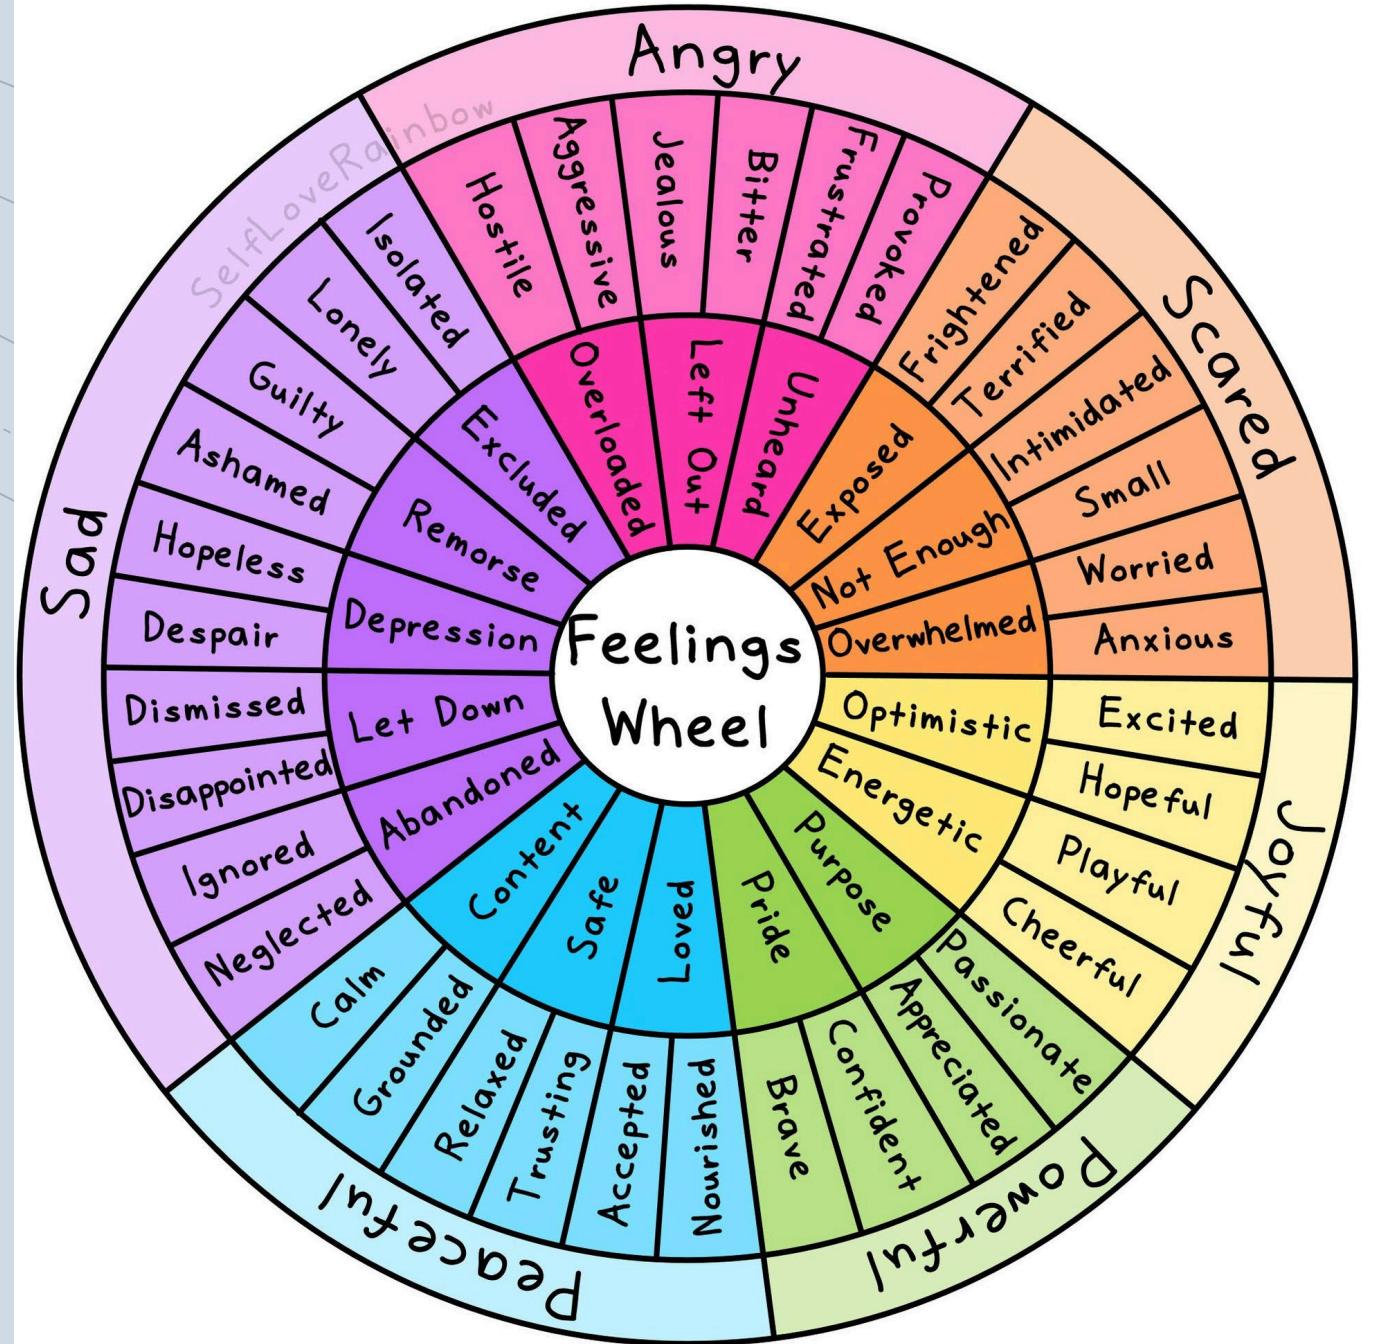 Feelings
Wheel
Angry
Overloaded
Hostile
Aggressive
Left Out
Jealous
Bitter
Unheard
Frustrated
Provoked
Scared
Exposed
Frightened
Terrified
Not Enough
Intimidated
Small
Overwhelmed
Worried
Anxious
Joyful
Optimistic
Excited
Hopeful
Energetic
Playful
Cheerful
Powerful
Purpose
Passionate
Appreciated
Pride
Confident
Brave
Peaceful
Loved
Nourished
Accepted
Safe
Trusting
Relaxed
Content
Grounded
Calm
Sad
Abandoned
Neglected
Ignored
Let Down
Disappointed
Dismissed
Depression
Despair
Hopeless
Remorse
Ashamed
Guilty
Excluded
Lonely
Isolated
SelfLoveRainbow